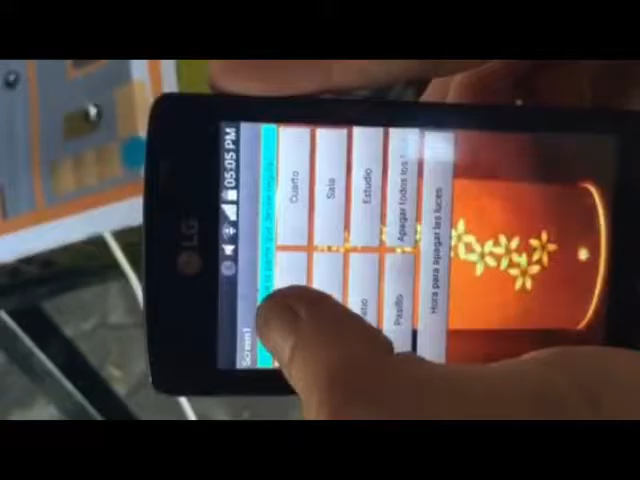 LG
05:05 PM
Screen1
Cuarto
Sala
Estudio
Apagar todos los
Pasillo
Hora para apagar las luces